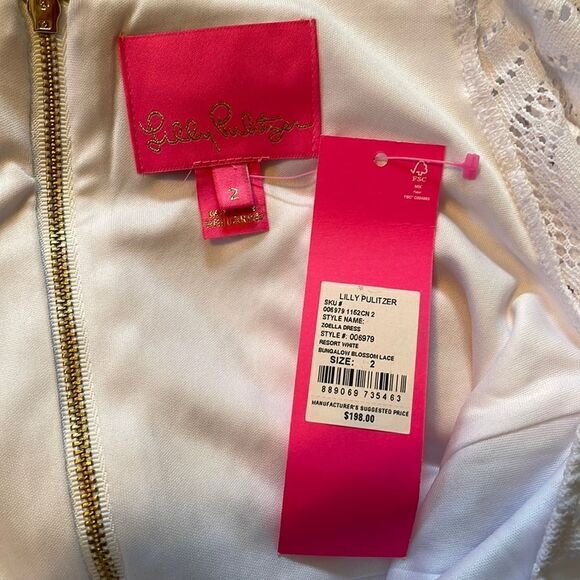 Lilly Pulitzer
2
FSC
MIX
LILLY PULITZER
SKU #
006979 1152CN 2
STYLE NAME:
ZOELLA DRESS
STYLE #: 006979
RESORT WHITE
BUNGALOW BLOSSOM LACE
SIZE: 2
889069 735463
MANUFACTURER'S SUGGESTED PRICE
$198.00